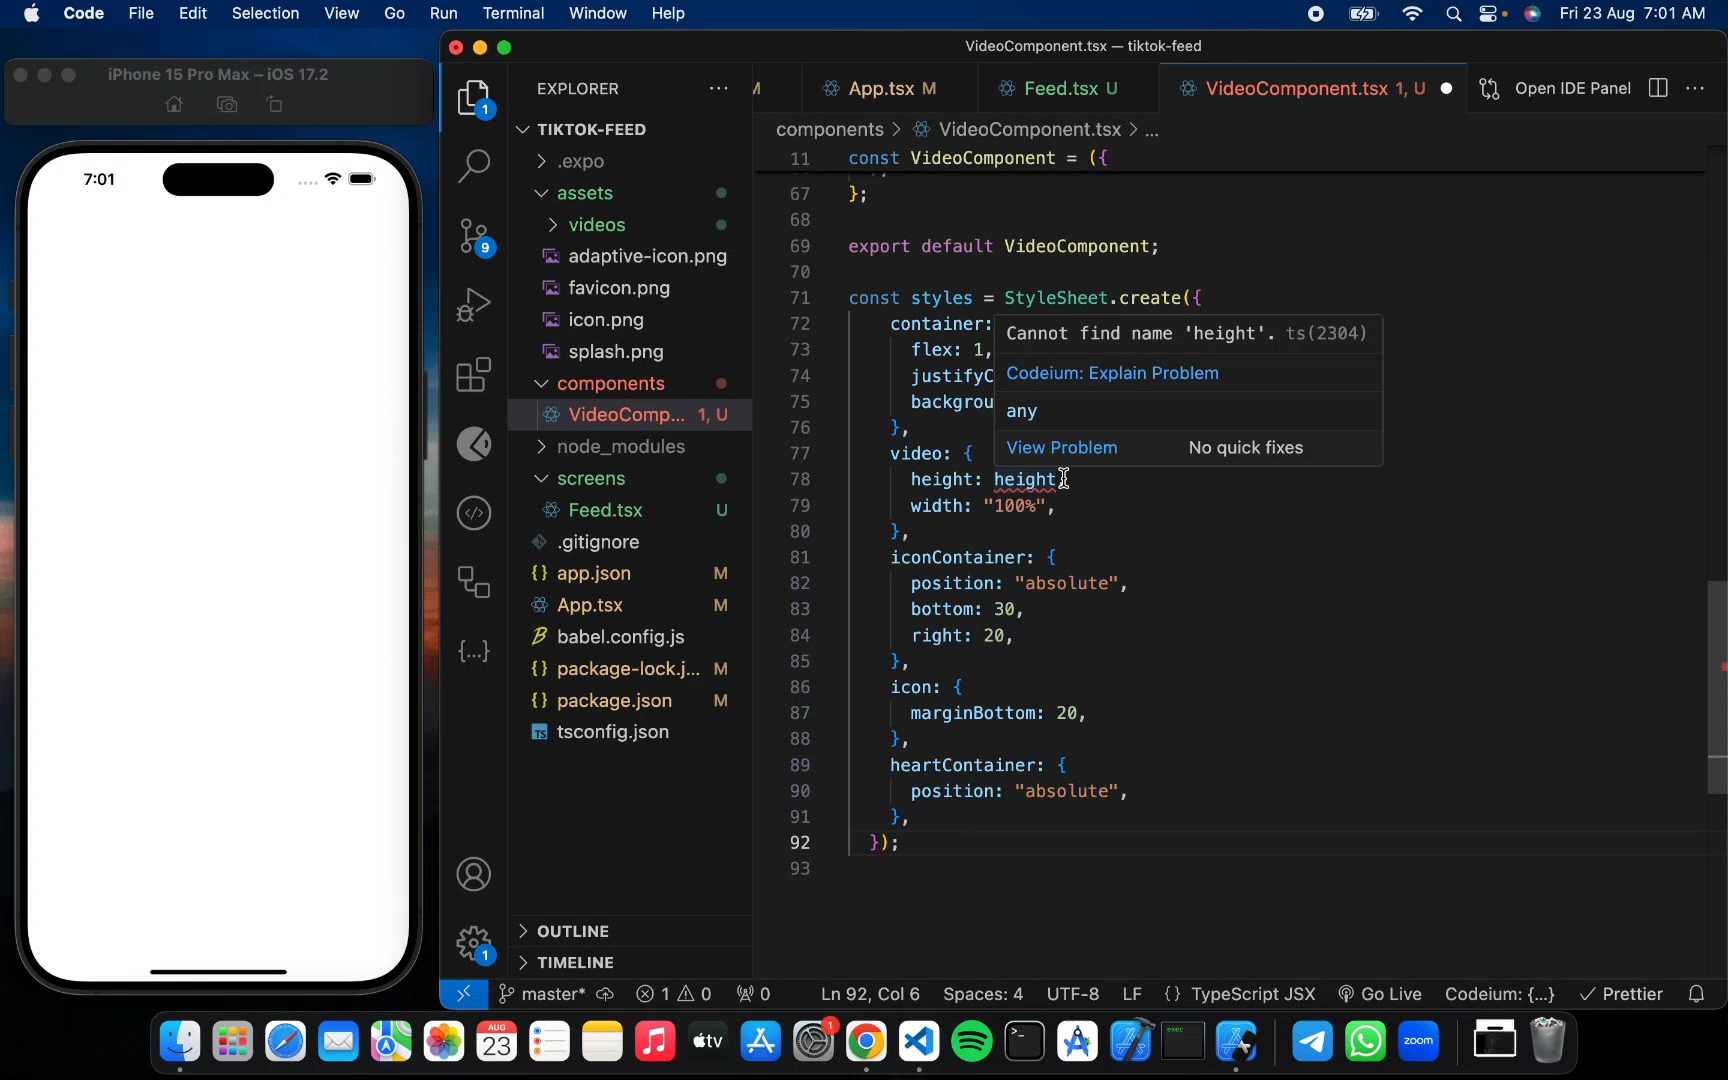 Code File Edit Selection View Go Run Terminal Window Help
Fri 23 Aug 7:01 AM
iPhone 15 Pro Max – iOS 17.2
7:01
VideoComponent.tsx — tiktok-feed
EXPLORER
M
App.tsx M
Feed.tsx U
VideoComponent.tsx 1, U
Open IDE Panel
components > VideoComponent.tsx > ...
1
9
1
TIKTOK-FEED
.expo
assets
videos
adaptive-icon.png
favicon.png
icon.png
splash.png
components
VideoComp... 1, U
node_modules
screens
Feed.tsx U
.gitignore
app.json M
App.tsx M
babel.config.js
package-lock.j... M
package.json M
tsconfig.json
OUTLINE
TIMELINE
11 const VideoComponent = ({
67 };
68
69 export default VideoComponent;
70
71 const styles = StyleSheet.create({
72 container:
73 flex: 1,
74 justifyC
75 backgrou
76 },
77 video: {
78 height: height
79 width: "100%",
80 },
81 iconContainer: {
82 position: "absolute",
83 bottom: 30,
84 right: 20,
85 },
86 icon: {
87 marginBottom: 20,
88 },
89 heartContainer: {
90 position: "absolute",
91 },
92 });
93
Cannot find name 'height'. ts(2304)
Codeium: Explain Problem
any
View Problem No quick fixes
master* 1 0 0 Ln 92, Col 6 Spaces: 4 UTF-8 LF {} TypeScript JSX Go Live Codeium: {...} Prettier
AUG
23
tv
1
exec
zoom